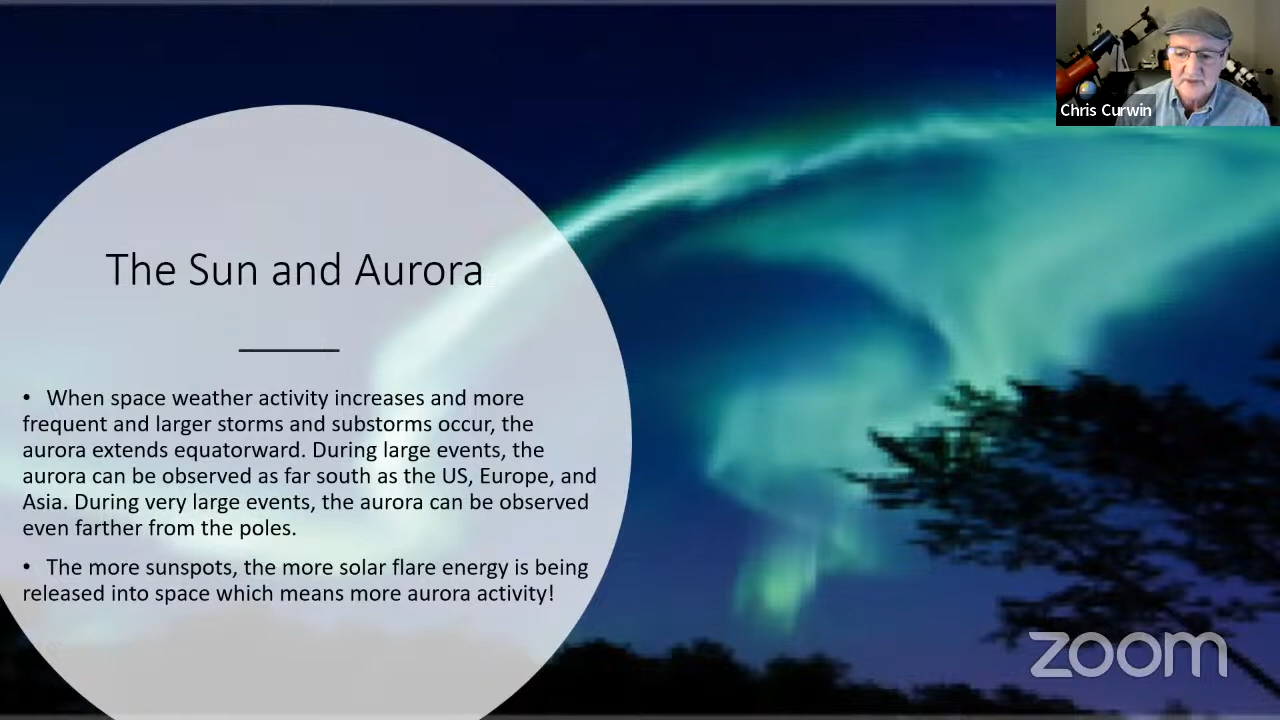 Chris Curwin
The Sun and Aurora
• When space weather activity increases and more
frequent and larger storms and substorms occur, the
aurora extends equatorward. During large events, the
aurora can be observed as far south as the US, Europe, and
Asia. During very large events, the aurora can be observed
even farther from the poles.
• The more sunspots, the more solar flare energy is being
released into space which means more aurora activity!
zoom